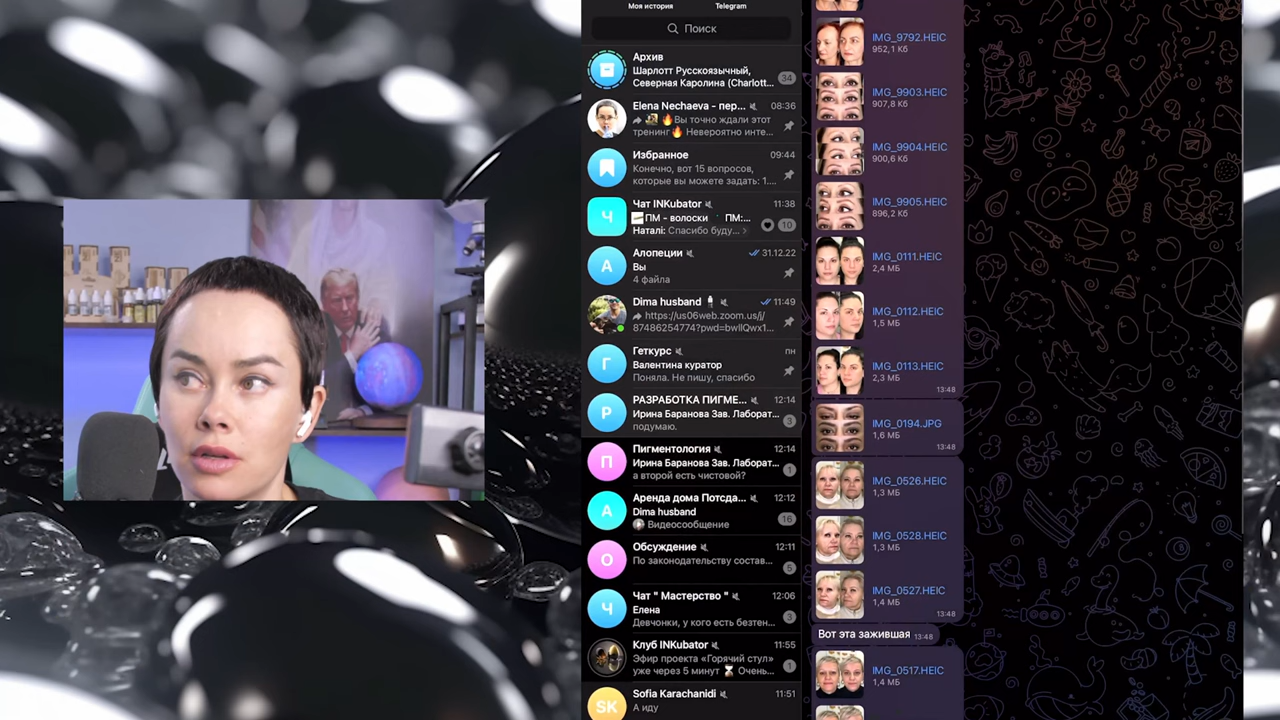 Моя история
Telegram
Поиск
Архив
Шарлотт Русскоязычный,
Северная Каролина (Charlott...
34
Elena Nechaeva - пер...
08:36
Вы точно ждали этот
тренинг🔥 Невероятно инте...
Избранное
09:44
Конечно, вот 15 вопросов,
которые вы можете задать: 1....
Чат INKubator
11:38
ПМ - волоски ПМ:...
Наталі: Спасибо буду...
10
Алопеции
31.12.22
Вы
4 файла
Dima husband
11:49
https://us06web.zoom.us/j/
87486254774?pwd=bwllQwx1...
Геткурс
пн
Валентина куратор
Поняла. Не пишу, спасибо
РАЗРАБОТКА ПИГМЕ...
12:14
Ирина Баранова Зав. Лаборат...
подумаю.
3
Пигментология
12:14
Ирина Баранова Зав. Лаборат...
а второй есть чистовой?
1
Аренда дома Потсда...
12:12
Dima husband
Видеосообщение
16
Обсуждение
12:11
По законодательству состав...
5
Чат " Мастерство "
12:06
Елена
Девчонки, у кого есть безтен...
3
Клуб INKubator
11:55
Эфир проекта «Горячий стул»
уже через 5 минут ⏳ Очень...
1
Sofia Karachanidi
11:51
А иду
А
Г
Р
П
А
О
Ч
Ч
SK
IMG_9792.HEIC
952,1 Кб
IMG_9903.HEIC
907,8 Кб
IMG_9904.HEIC
900,6 Кб
IMG_9905.HEIC
896,2 Кб
IMG_0111.HEIC
2,4 МБ
IMG_0112.HEIC
1,5 МБ
IMG_0113.HEIC
2,3 МБ
13:48
IMG_0194.JPG
1,6 МБ
13:48
IMG_0526.HEIC
1,3 МБ
IMG_0528.HEIC
1,3 МБ
IMG_0527.HEIC
1,4 МБ
13:48
Вот эта зажившая 13:48
IMG_0517.HEIC
1,4 МБ